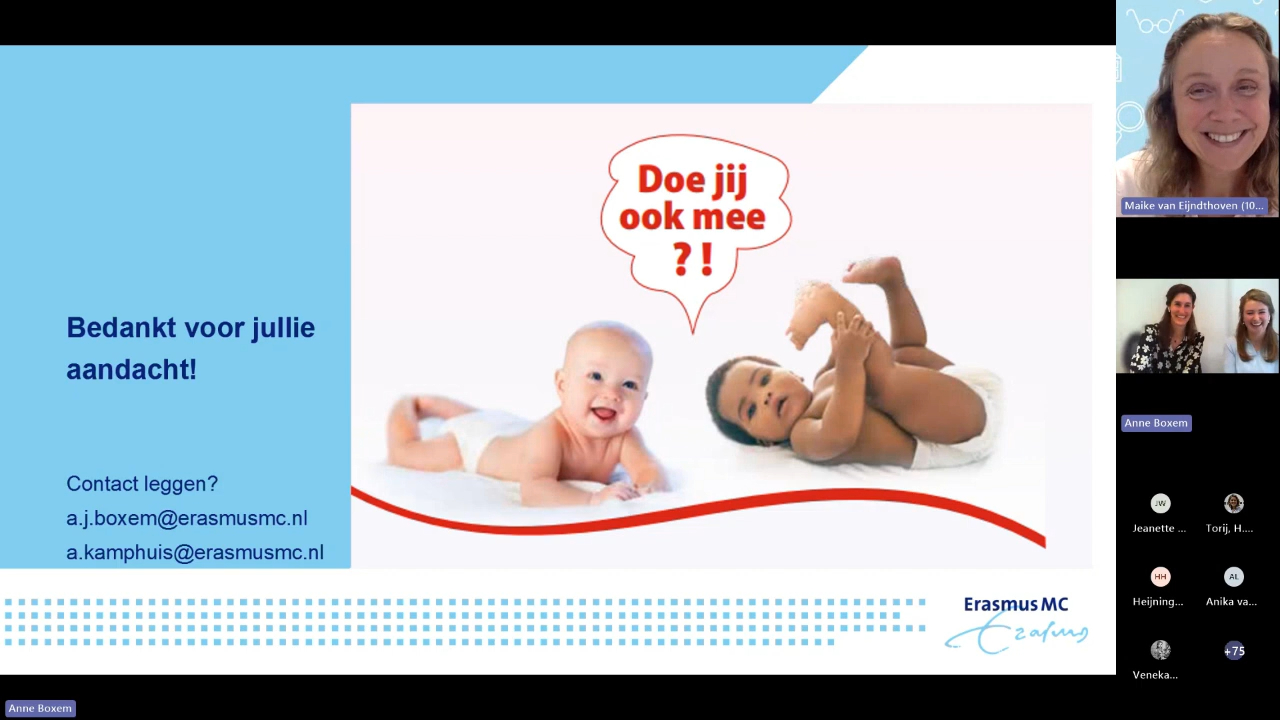 Doe jij
ook mee
?!
Bedankt voor jullie
aandacht!
Contact leggen?
a.j.boxem@erasmusmc.nl
a.kamphuis@erasmusmc.nl
Erasmus MC
Erasmus
Anne Boxem
Maike van Eijndthoven (10...
Anne Boxem
JW
Jeanette ...
Torij, H....
HH
Heijning...
AL
Anika va...
Veneka...
+75